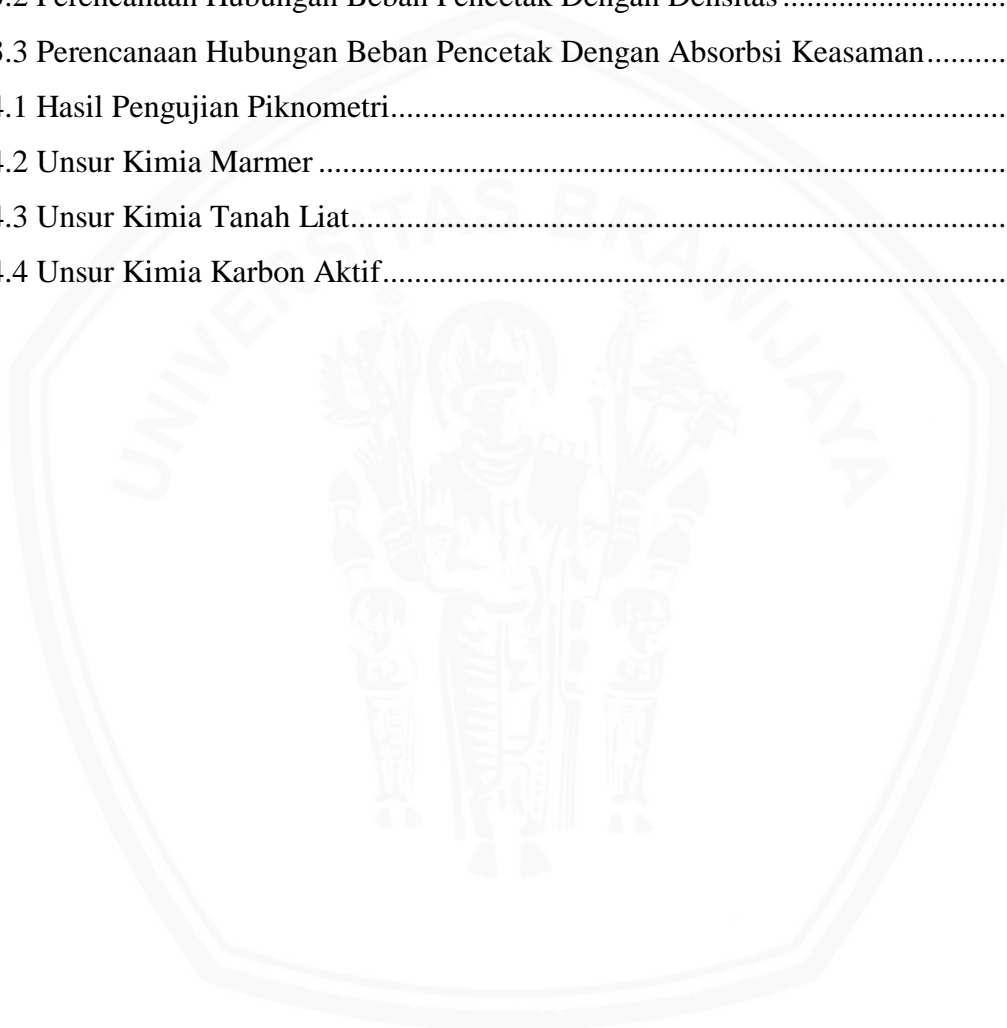 3.2 Perencanaan Hubungan Beban Pencetak Dengan Densitas ........................
3.3 Perencanaan Hubungan Beban Pencetak Dengan Absorbsi Keasaman ..........
4.1 Hasil Pengujian Piknometri ........................................................................
4.2 Unsur Kimia Marmer ................................................................................
4.3 Unsur Kimia Tanah Liat .............................................................................
4.4 Unsur Kimia Karbon Aktif .........................................................................
UNIVERSITAS BRAWIJAYA